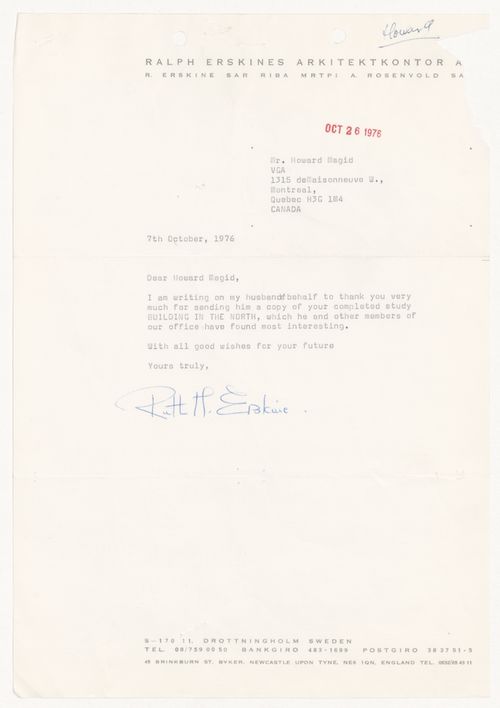 Howard
RALPH ERSKINES ARKITEKTKONTOR A
R. ERSKINE SAR RIBA MRTPI A. ROSENVOLD SA
OCT 26 1976
Mr. Howard Magid
VGA
1315 deMaisonneuve W.,
Montreal,
Quebec H3G 1M4
CANADA
7th October, 1976
Dear Howard Magid,
I am writing on my husband behalf to thank you very
much for sending him a copy of your completed study
BUILDING IN THE NORTH, which he and other members of
our office have found most interesting.
With all good wishes for your future
Yours truly,
Ruth M. Erskine.
S-170 11. DROTTNINGHOLM SWEDEN
TEL. 08/759 00 50 BANKGIRO 483-1699 POSTGIRO 38 37 51-5
49 BRINKBURN ST. BYKER. NEWCASTLE UPON TYNE, NE6 1QN, ENGLAND TEL.